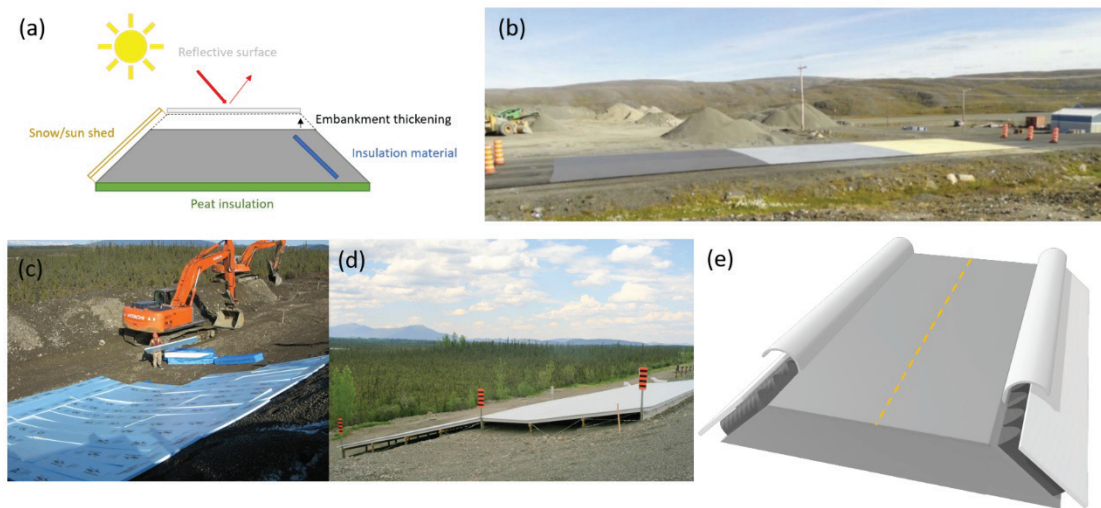 (a)
Reflective surface
Snow/sun shed
Embankment thickening
Insulation material
Peat insulation
(b)
(c)
(d)
(e)